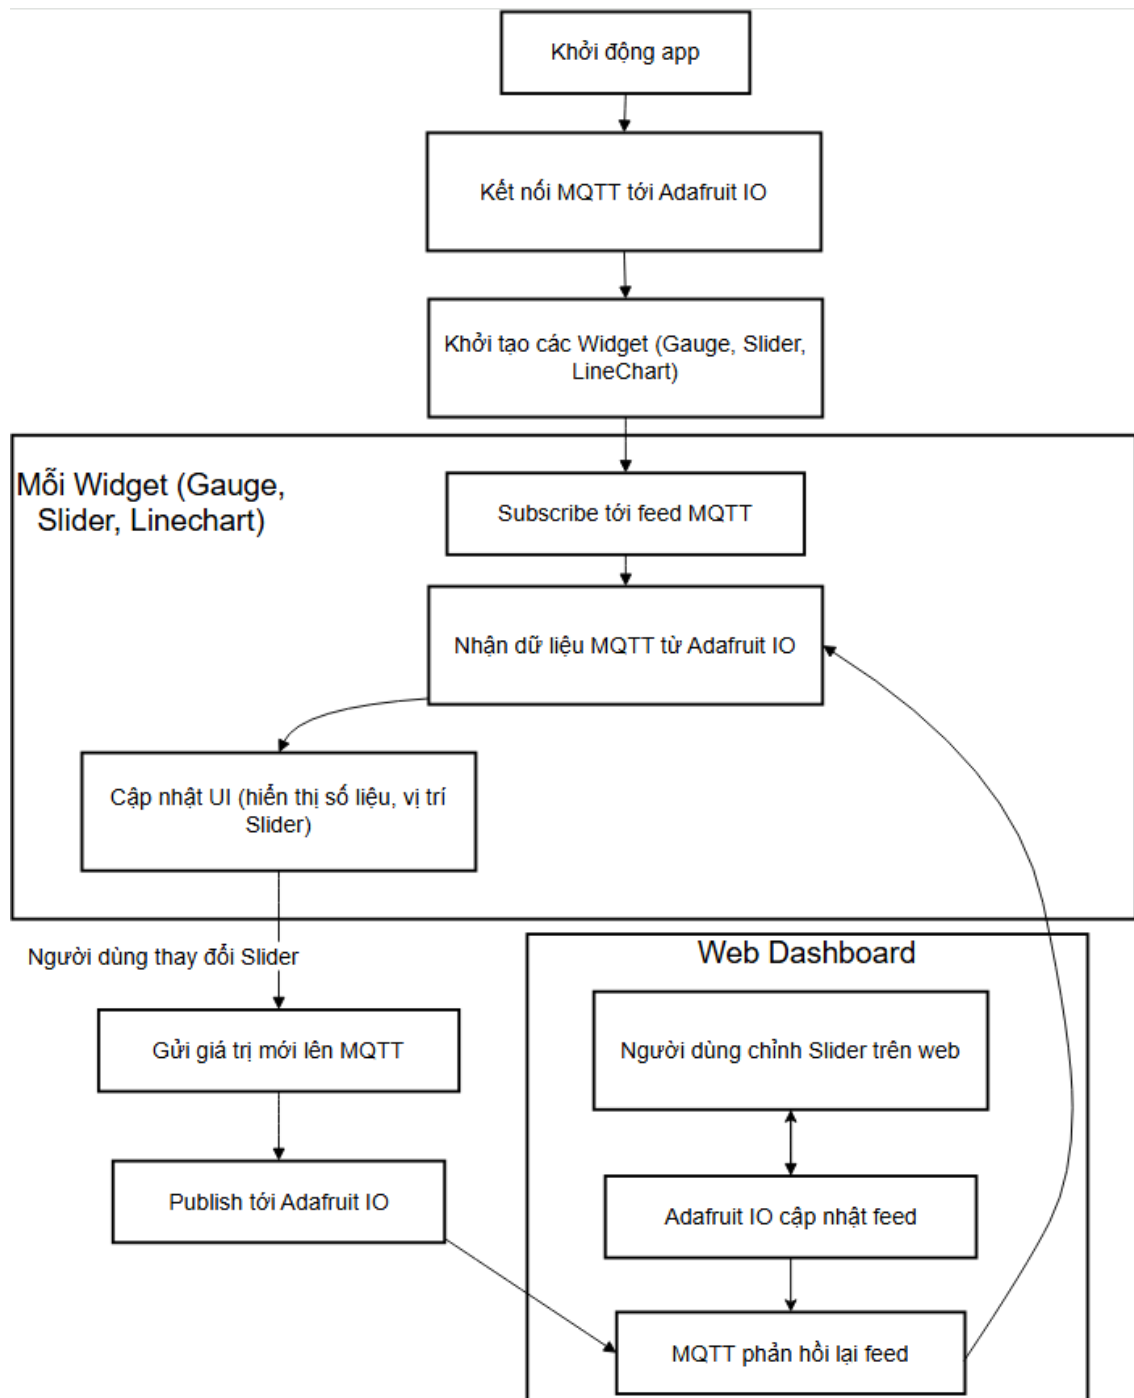 Khởi động app
Kết nối MQTT tới Adafruit IO
Khởi tạo các Widget (Gauge, Slider,
LineChart)
Mỗi Widget (Gauge,
Slider, Linechart)
Subscribe tới feed MQTT
Nhận dữ liệu MQTT từ Adafruit IO
Cập nhật UI (hiển thị số liệu, vị trí
Slider)
Người dùng thay đổi Slider
Gửi giá trị mới lên MQTT
Publish tới Adafruit IO
Web Dashboard
Người dùng chỉnh Slider trên web
Adafruit IO cập nhật feed
MQTT phản hồi lại feed